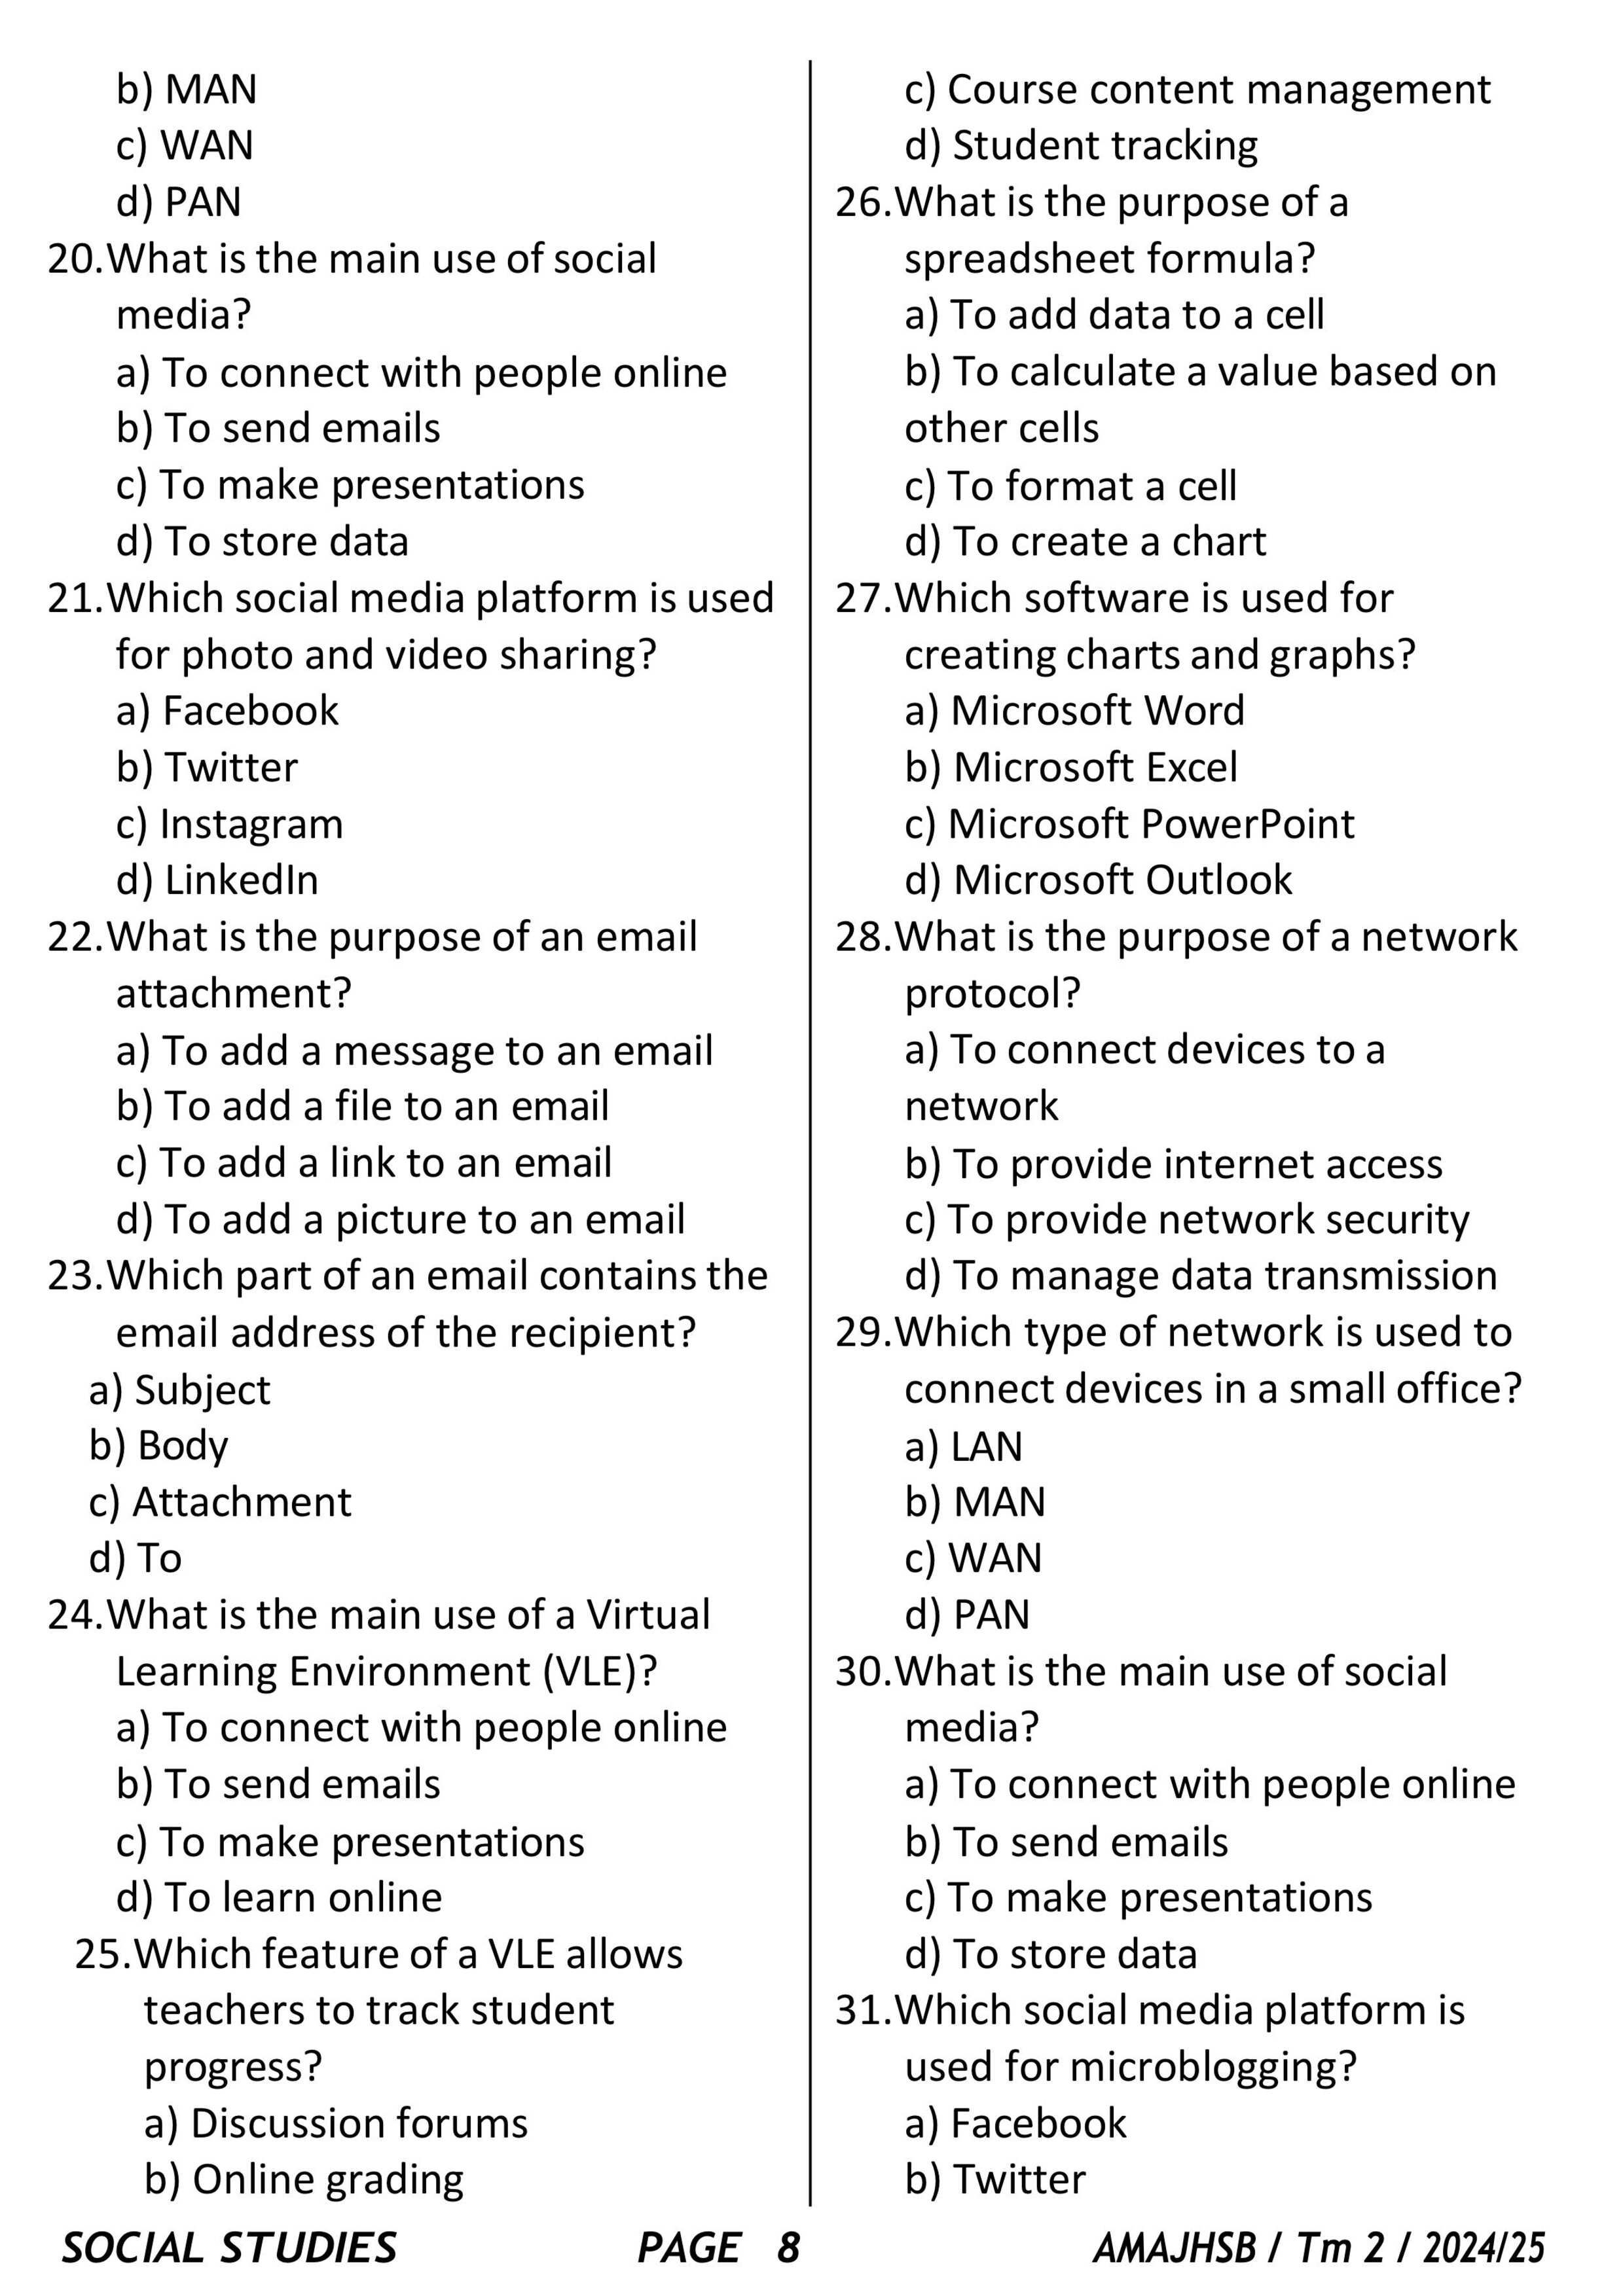 b) MAN
c) WAN
d) PAN
20.What is the main use of social
media?
a) To connect with people online
b) To send emails
c) To make presentations
d) To store data
21.Which social media platform is used
for photo and video sharing?
a) Facebook
b) Twitter
c) Instagram
d) LinkedIn
22.What is the purpose of an email
attachment?
a) To add a message to an email
b) To add a file to an email
c) To add a link to an email
d) To add a picture to an email
23.Which part of an email contains the
email address of the recipient?
a) Subject
b) Body
c) Attachment
d) To
24.What is the main use of a Virtual
Learning Environment (VLE)?
a) To connect with people online
b) To send emails
c) To make presentations
d) To learn online
25.Which feature of a VLE allows
teachers to track student
progress?
a) Discussion forums
b) Online grading
c) Course content management
d) Student tracking
26.What is the purpose of a
spreadsheet formula?
a) To add data to a cell
b) To calculate a value based on
other cells
c) To format a cell
d) To create a chart
27.Which software is used for
creating charts and graphs?
a) Microsoft Word
b) Microsoft Excel
c) Microsoft PowerPoint
d) Microsoft Outlook
28.What is the purpose of a network
protocol?
a) To connect devices to a
network
b) To provide internet access
c) To provide network security
d) To manage data transmission
29.Which type of network is used to
connect devices in a small office?
a) LAN
b) MAN
c) WAN
d) PAN
30.What is the main use of social
media?
a) To connect with people online
b) To send emails
c) To make presentations
d) To store data
31.Which social media platform is
used for microblogging?
a) Facebook
b) Twitter
SOCIAL STUDIES PAGE 8 AMAJHSB / Tm 2 / 2024/25